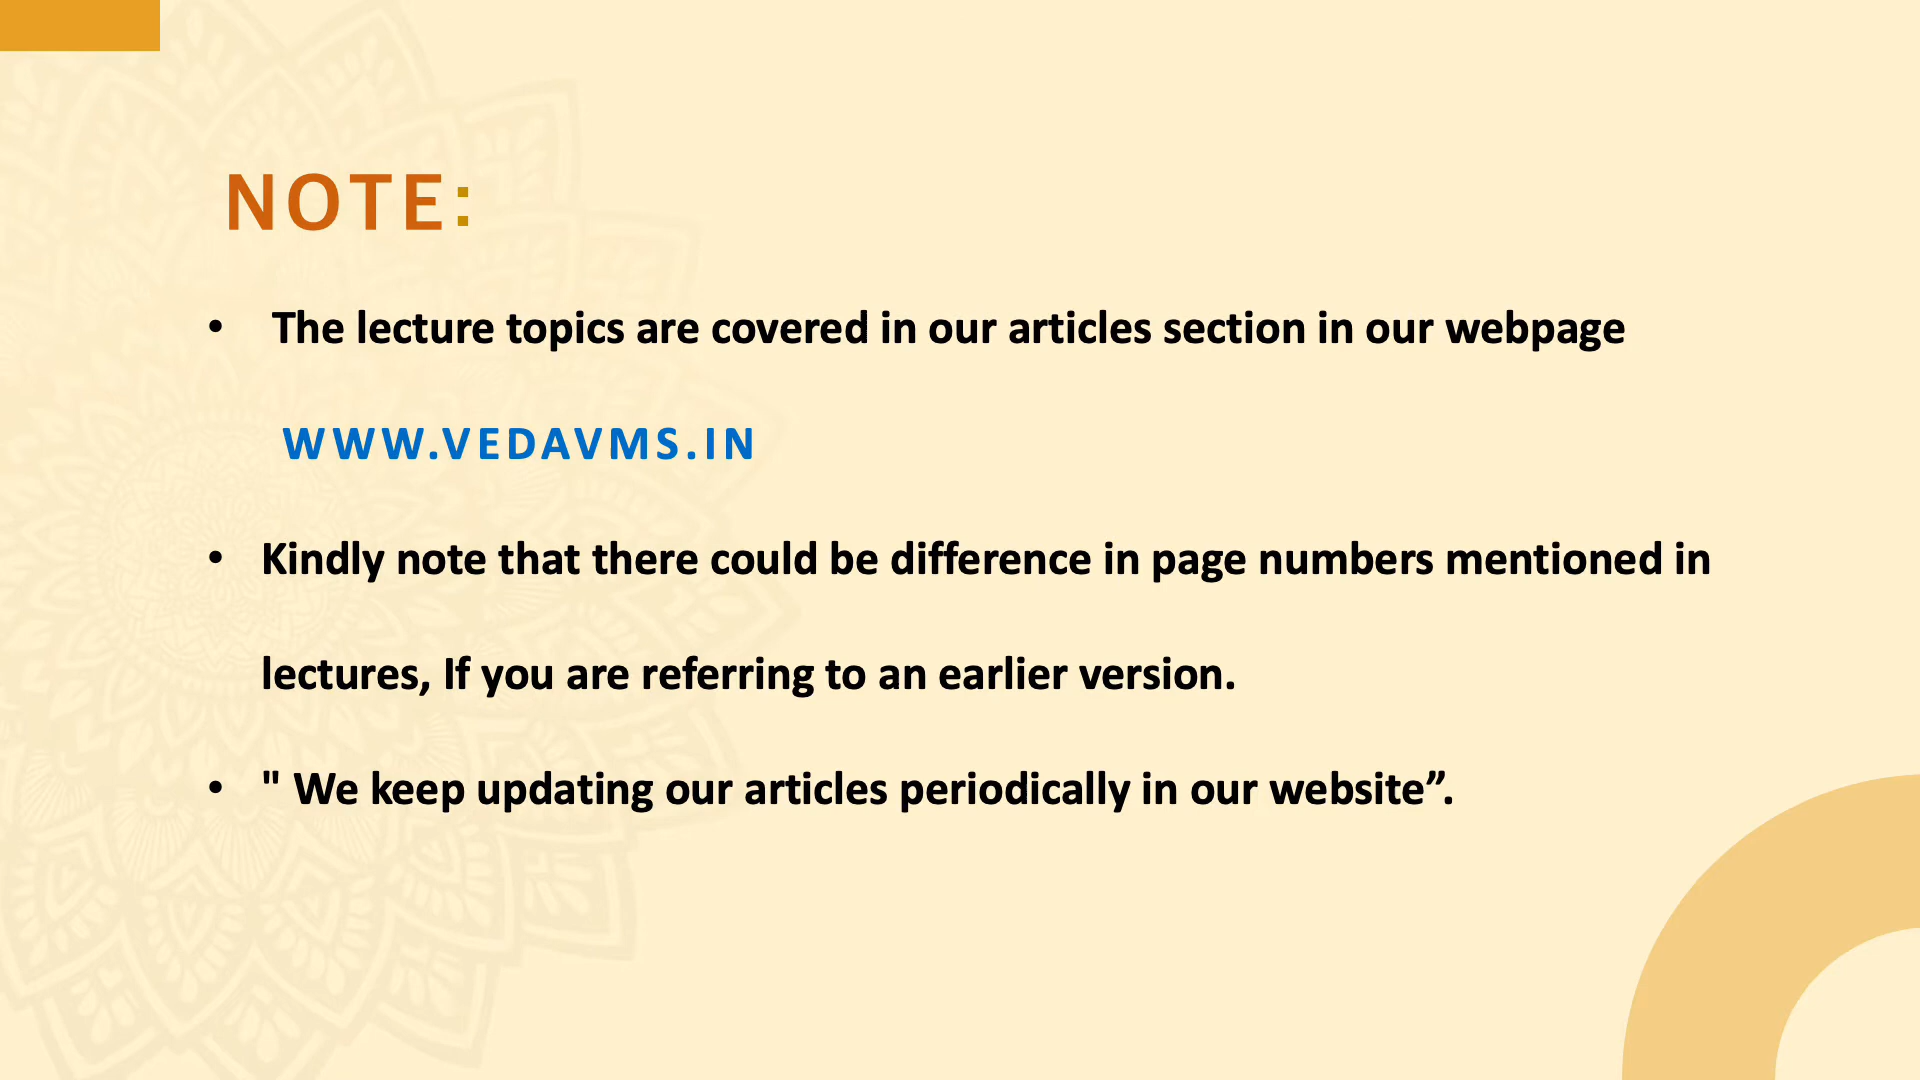 NOTE:
• The lecture topics are covered in our articles section in our webpage
WWW.VEDAVMS.IN
• Kindly note that there could be difference in page numbers mentioned in
lectures, If you are referring to an earlier version.
• " We keep updating our articles periodically in our website”.